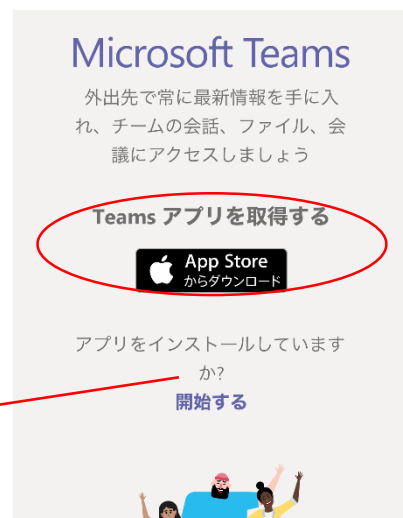 Microsoft Teams
外出先で常に最新情報を手に入
れ、チームの会話、ファイル、会
議にアクセスしましょう
Teams アプリを取得する
App Store
からダウンロード
アプリをインストールしています
か?
開始する